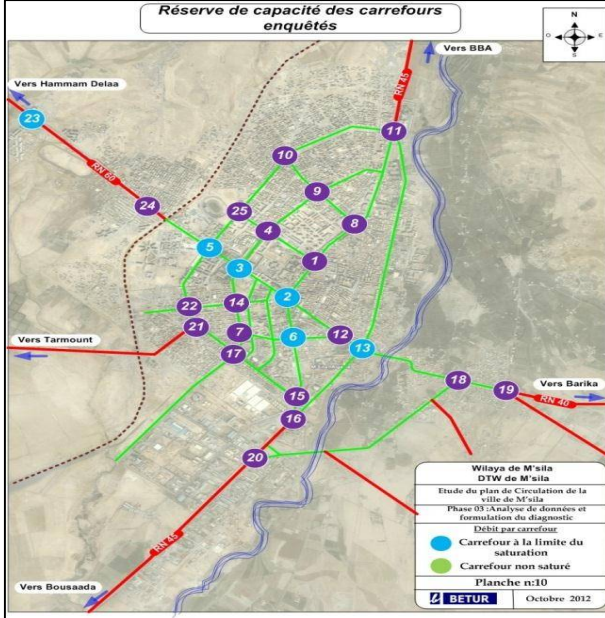 Réserve de capacité des carrefours
enquêtés
N
O
E
S
Vers BBA
Vers Hammam Delaa
RN 45
23
11
RN 60
10
9
24
25
8
4
5
1
3
2
22
14
21
7
12
6
13
Vers Tarmount
17
18
Vers Barika
19
RN 40
15
16
20
RN 45
Vers Bousaada
Wilaya de M'sila
DTW de M'sila
Etude du plan de Circulation de la
ville de M'sila
Phase 03 :Analyse de données et
formulation du diagnostic
Débit par carrefour
Carrefour à la limite du
saturation
Carrefour non saturé
Planche n:10
BETUR
Octobre 2012